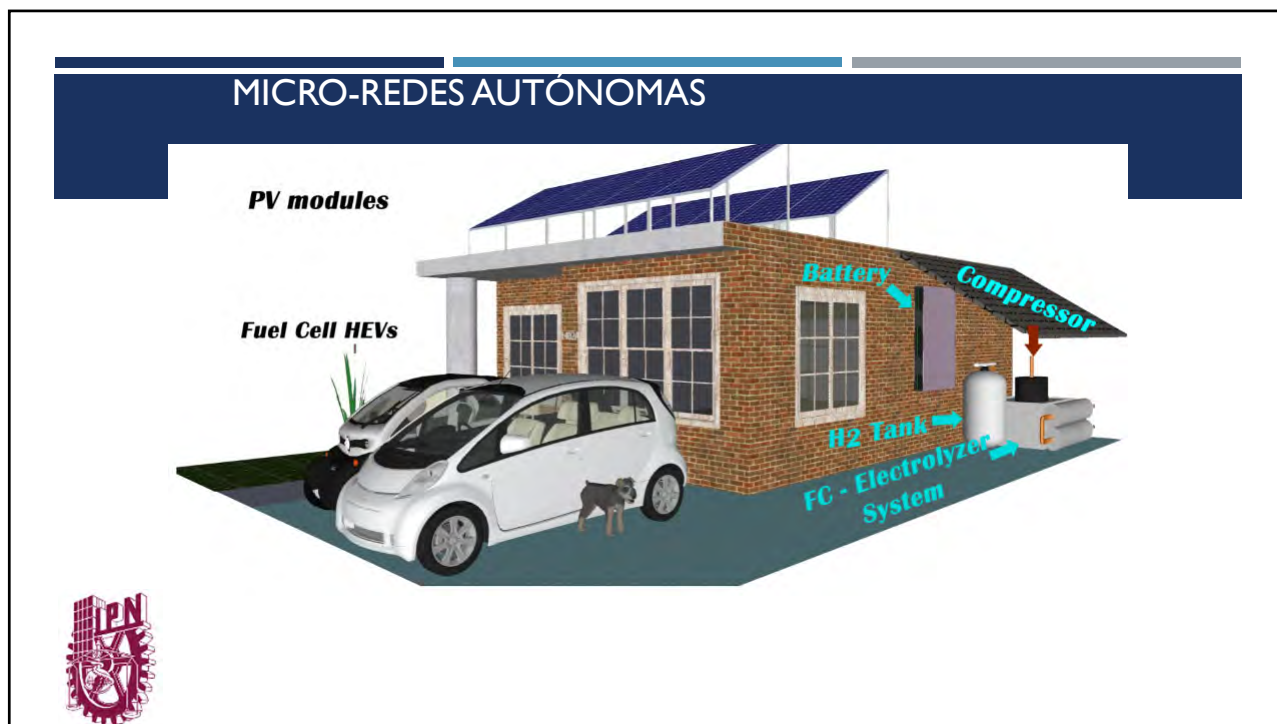 MICRO-REDES AUTÓNOMAS
PV modules
Battery
Compressor
Fuel Cell HEVs
H2 Tank
FC - Electrolyzer
System
IPN